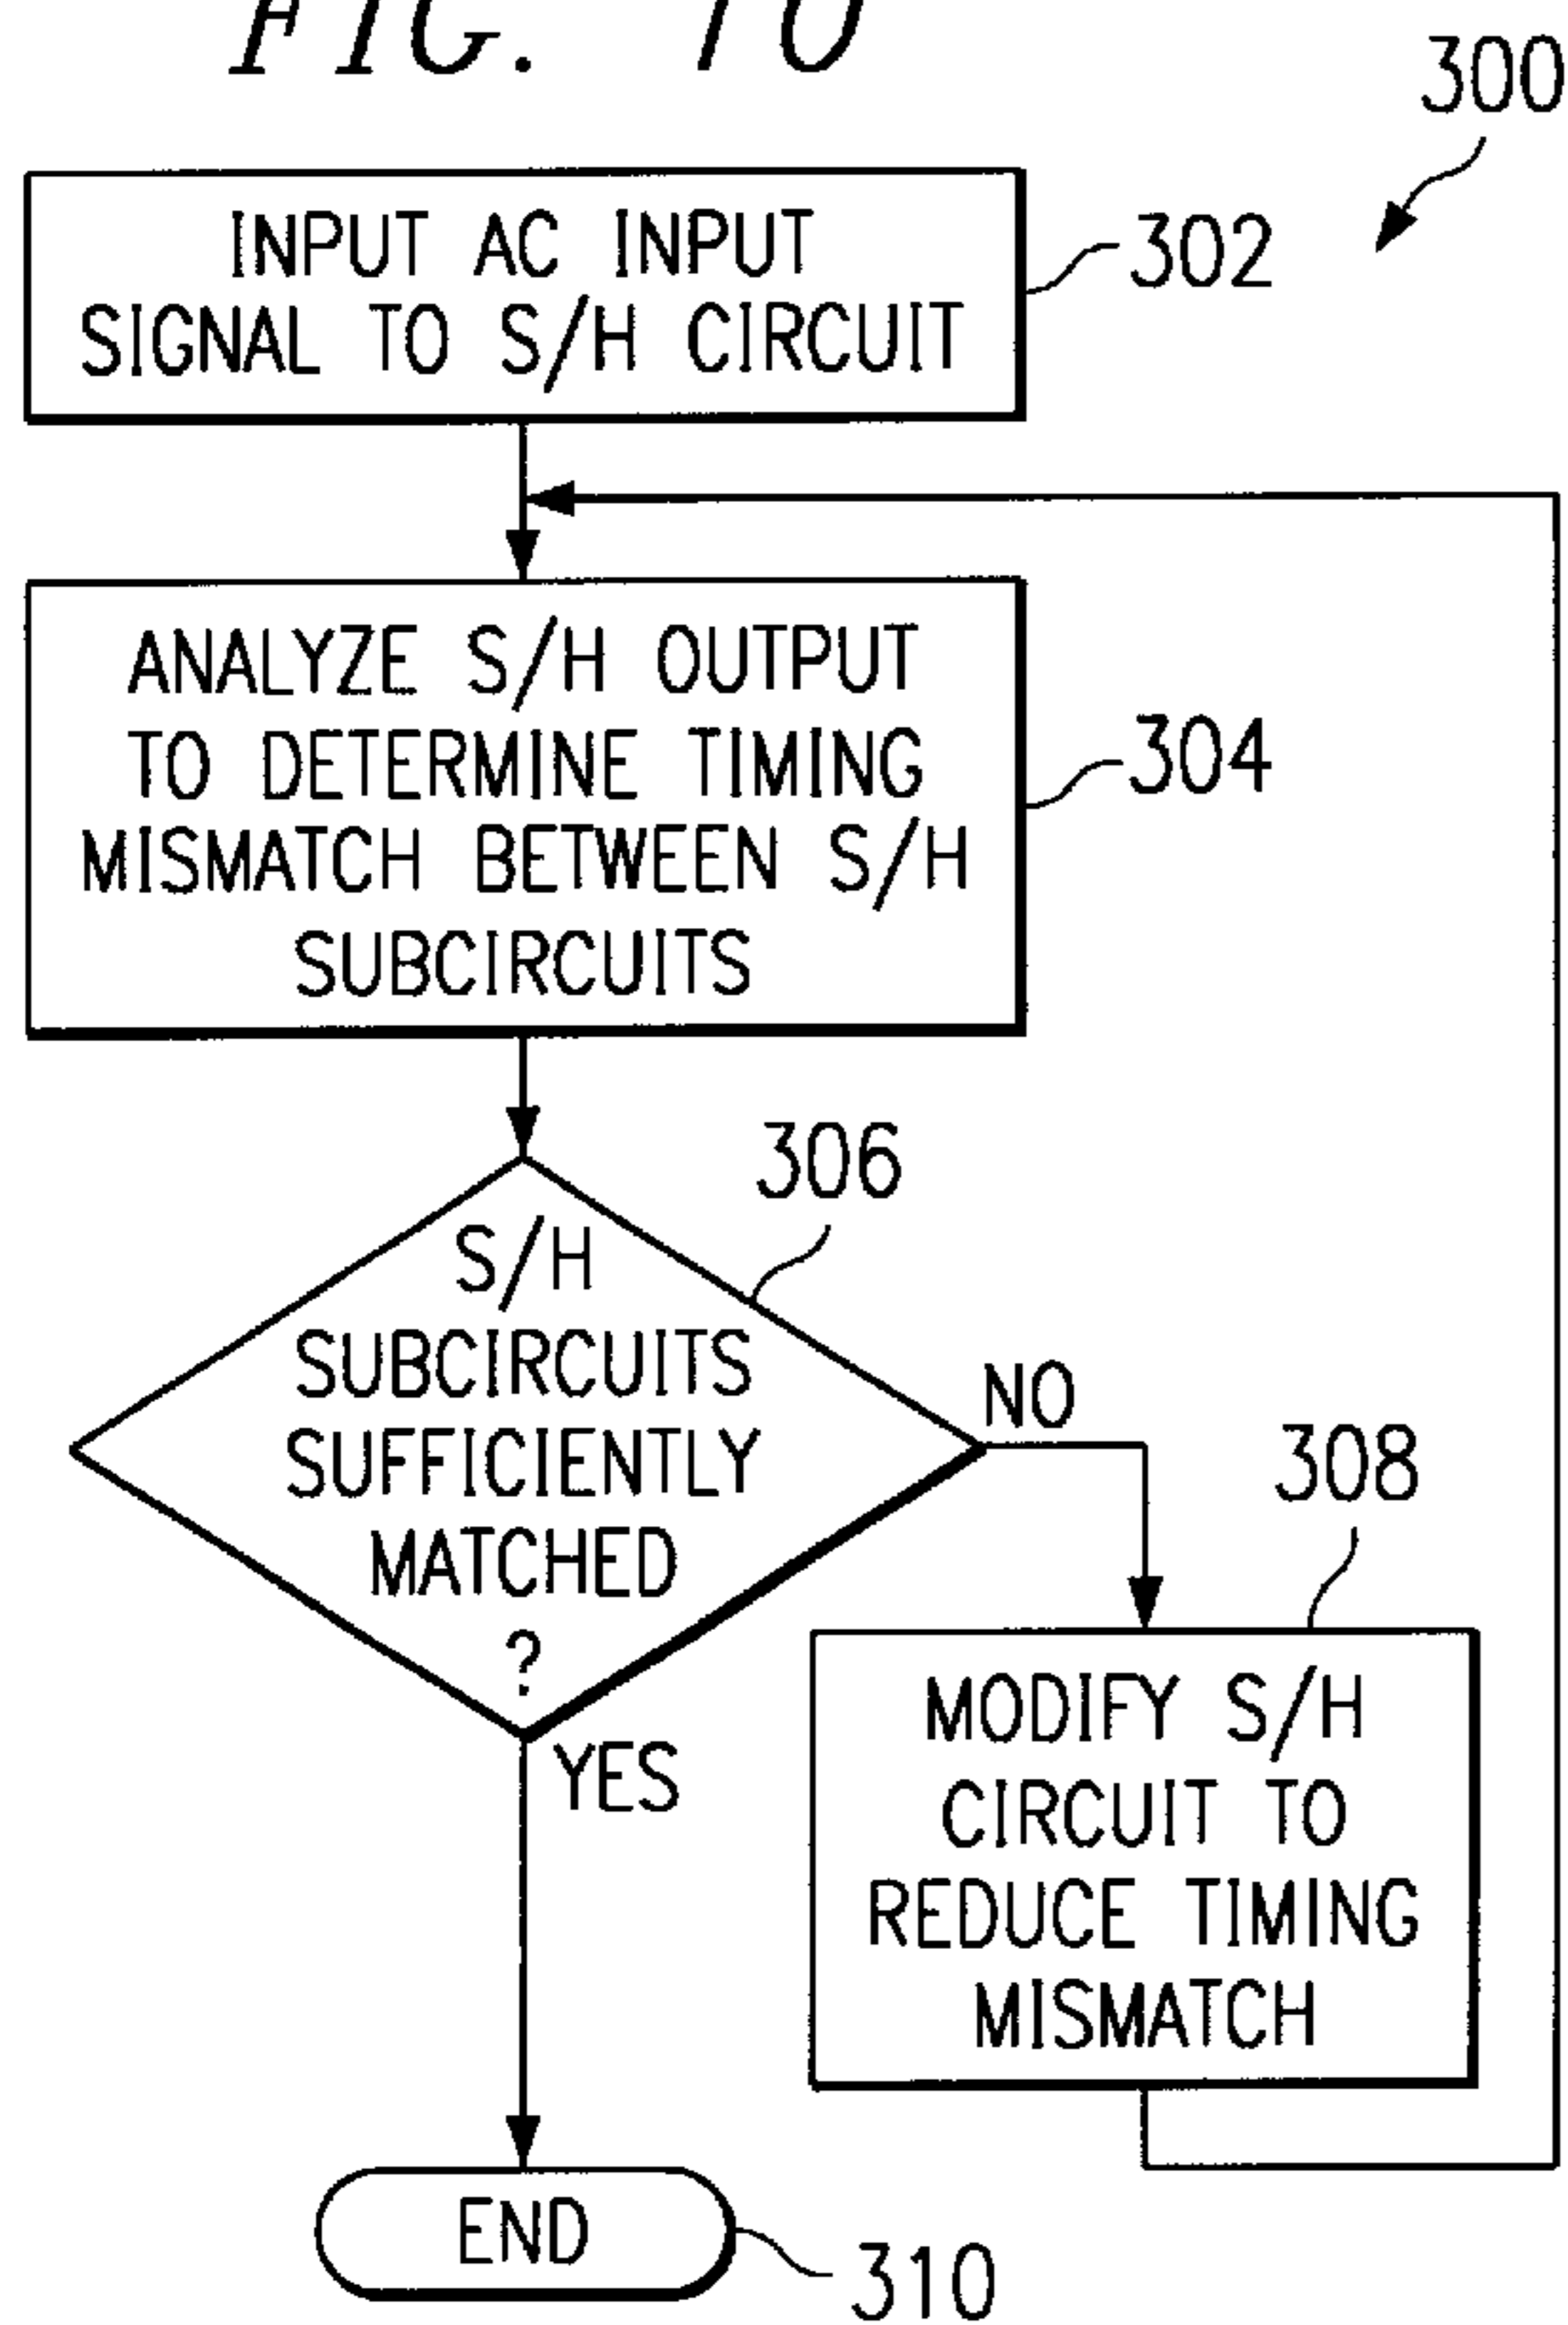 FIG. 10
300
INPUT AC INPUT
SIGNAL TO S/H CIRCUIT
302
ANALYZE S/H OUTPUT
TO DETERMINE TIMING
MISMATCH BETWEEN S/H
SUBCIRCUITS
304
306
S/H
SUBCIRCUITS
SUFFICIENTLY
MATCHED
?
NO
YES
308
MODIFY S/H
CIRCUIT TO
REDUCE TIMING
MISMATCH
END
310